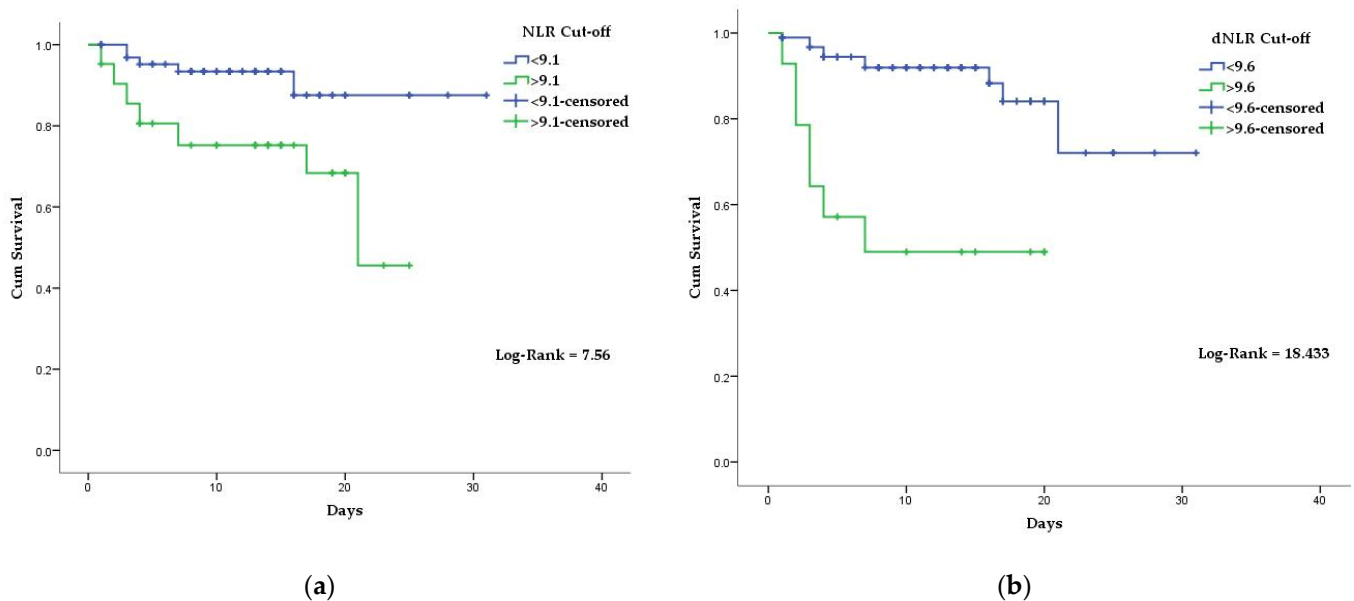 NLR Cut-off
<9.1
>9.1
<9.1-censored
>9.1-censored
1.0
0.8
0.6
0.4
0.2
0.0
Cum Survival
Log-Rank = 7.56
0 10 20 30 40
Days
(a)
dNLR Cut-off
<9.6
>9.6
<9.6-censored
>9.6-censored
1.0
0.8
0.6
0.4
0.2
0.0
Cum Survival
Log-Rank = 18.433
0 10 20 30 40
Days
(b)